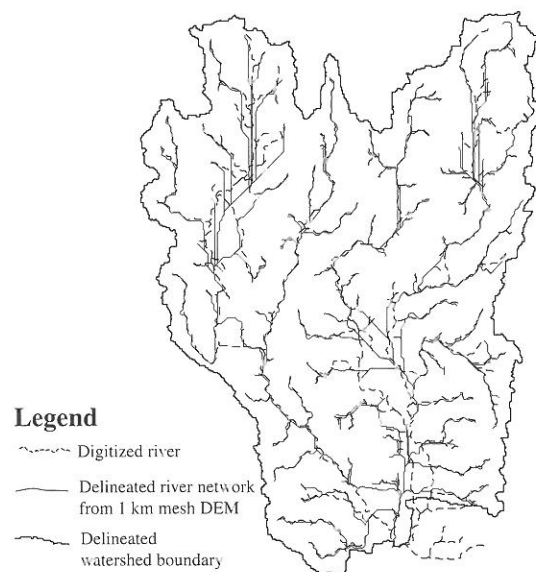 Legend
Digitized river
Delineated river network
from 1 km mesh DEM
Delineated
watershed boundary